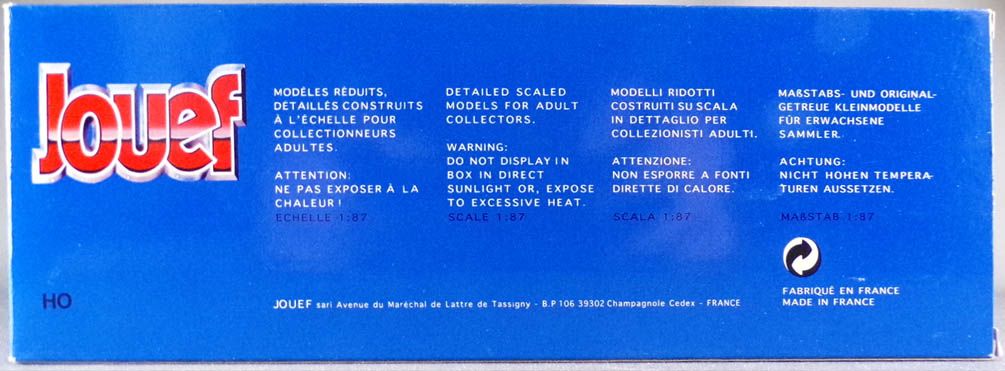 Jouef
MODÈLES RÉDUITS,
DÉTAILLÉS CONSTRUITS
À L'ÉCHELLE POUR
COLLECTIONNEURS
ADULTES.
ATTENTION:
NE PAS EXPOSER À LA
CHALEUR !
ECHELLE 1:87
DETAILED SCALED
MODELS FOR ADULT
COLLECTORS.
WARNING:
DO NOT DISPLAY IN
BOX IN DIRECT
SUNLIGHT OR, EXPOSE
TO EXCESSIVE HEAT.
SCALE 1:87
MODELLI RIDOTTI
COSTRUITI SU SCALA
IN DETTAGLIO PER
COLLEZIONISTI ADULTI.
ATTENZIONE:
NON ESPORRE A FONTI
DIRETTE DI CALORE.
SCALA 1:87
MAßSTABS- UND ORIGINAL-
GETREUE KLEINMODELLE
FÜR ERWACHSENE
SAMMLER.
ACHTUNG:
NICHT HOHEN TEMPERA-
TUREN AUSSETZEN.
MAßSTAB 1:87
FABRIQUÉ EN FRANCE
MADE IN FRANCE
HO
JOUEF sarl Avenue du Maréchal de Lattre de Tassigny - B.P 106 39302 Champagnole Cedex - FRANCE